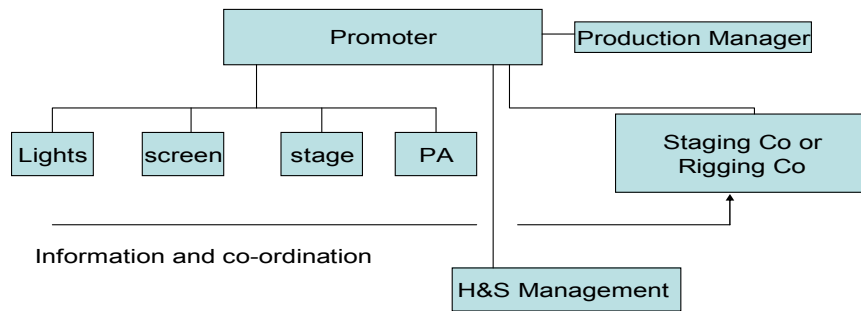 Promoter
Production Manager
Lights
screen
stage
PA
Staging Co or
Rigging Co
Information and co-ordination
H&S Management